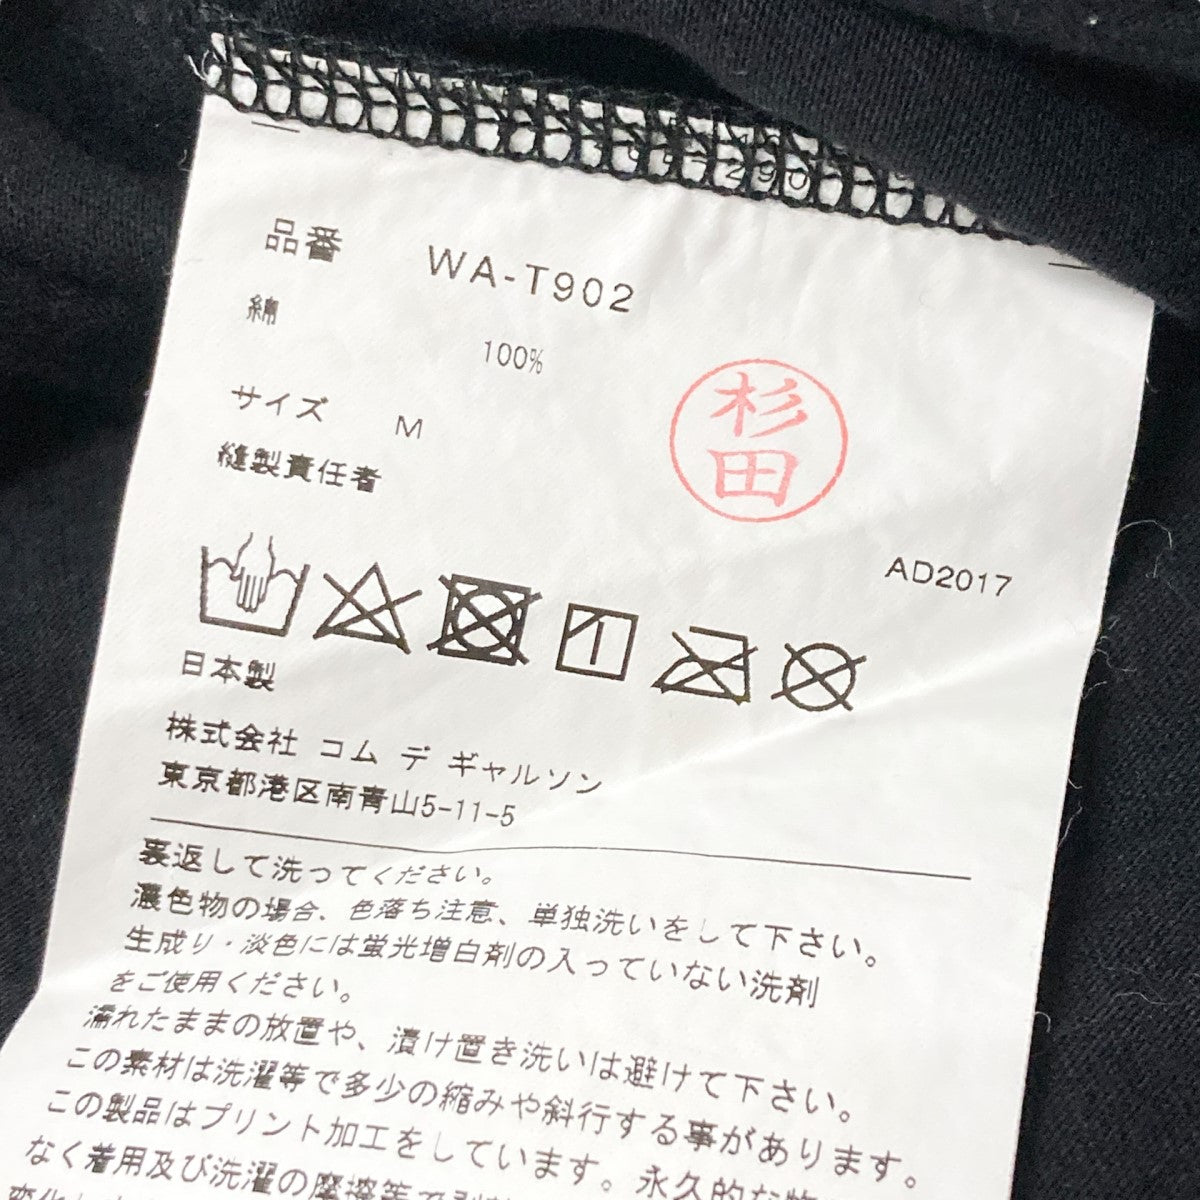 品番 WA-T902
綿 100%
サイズ M
縫製責任者
杉田
AD2017
日本製
株式会社 コム デ ギャルソン
東京都港区南青山5-11-5
裏返して洗ってください。
濃色物の場合、色落ち注意、単独洗いをして下さい。
生成り・淡色には蛍光増白剤の入っていない洗剤
をご使用ください。
濡れたままの放置や、漬け置き洗いは避けて下さい。
この素材は洗濯等で多少の縮みや斜行する事があります。
この製品はプリント加工をしています。永久的な物
なく着用及び洗濯の摩擦等で剥
変化